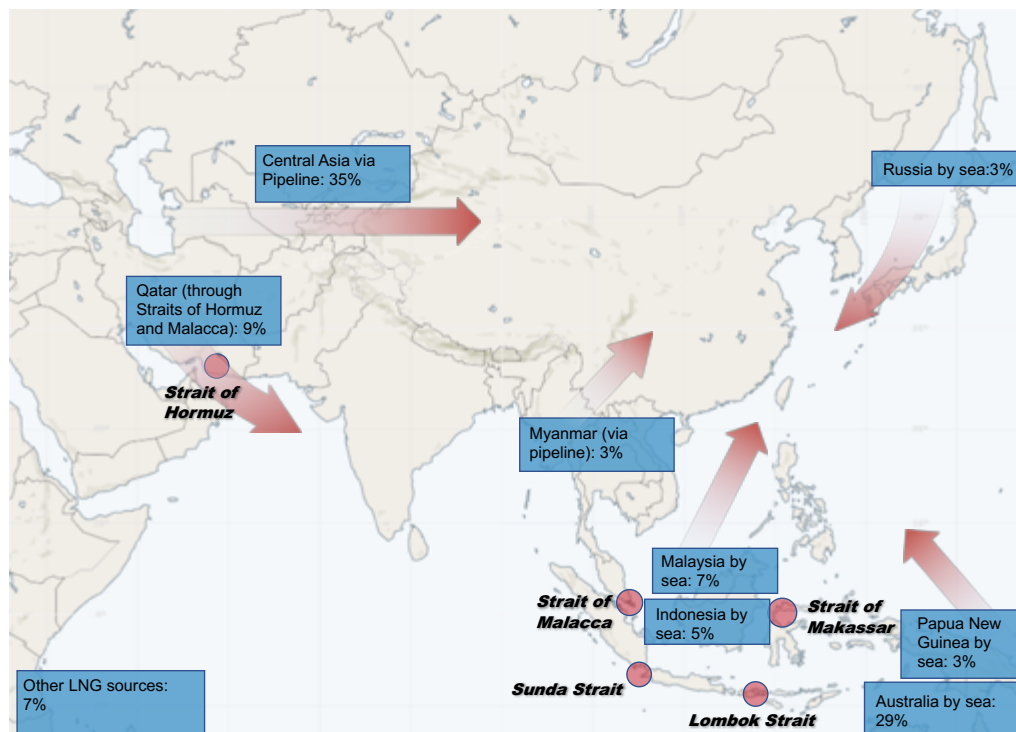 Central Asia via
Pipeline: 35%
Russia by sea:3%
Qatar (through
Straits of Hormuz
and Malacca): 9%
Strait of
Hormuz
Myanmar (via
pipeline): 3%
Malaysia by
sea: 7%
Strait of
Malacca
Indonesia by
sea: 5%
Strait of
Makassar
Papua New
Guinea by
sea: 3%
Other LNG sources:
7%
Sunda Strait
Lombok Strait
Australia by sea:
29%